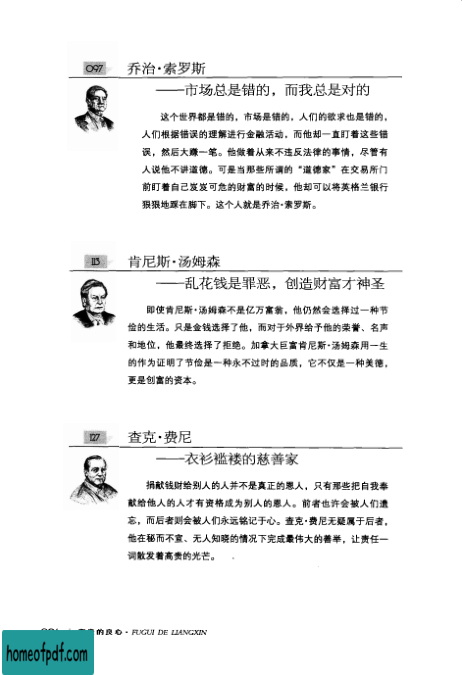 097 乔治·索罗斯
——市场总是错的，而我总是对的
这个世界都是错的，市场是错的，人们的欲求也是错的，
人们根据错误的理解进行金融活动，而他却一直盯着这些错
误，然后大赚一笔。他做着从来不违反法律的事情，尽管有
人说他不讲道德。可是当那些所谓的“道德家”在交易所门
前盯着自己岌岌可危的财富的时候，他却可以将英格兰银行
狠狠地踩在脚下。这个人就是乔治·索罗斯。
113 肯尼斯·汤姆森
——乱花钱是罪恶，创造财富才神圣
即使肯尼斯·汤姆森不是亿万富翁，他仍然会选择过一种节
俭的生活。只是金钱选择了他，而对于外界给予他的荣誉、名声
和地位，他最终选择了拒绝。加拿大巨富肯尼斯·汤姆森用一生
的作为证明了节俭是一种永不过时的品质，它不仅是一种美德，
更是创富的资本。
127 查克·费尼
——衣衫褴褛的慈善家
捐献钱财给别人的人并不是真正的恩人，只有那些把自我奉
献给他人的人才有资格成为别人的恩人。前者也许会被人们遗
忘，而后者则会被人们永远铭记于心。查克·费尼无疑属于后者，
他在秘而不宣、无人知晓的情况下完成最伟大的善举，让责任一
词散发着高贵的光芒。
的良心·FUGUI DE LIANGXIN
homeofpdf.com